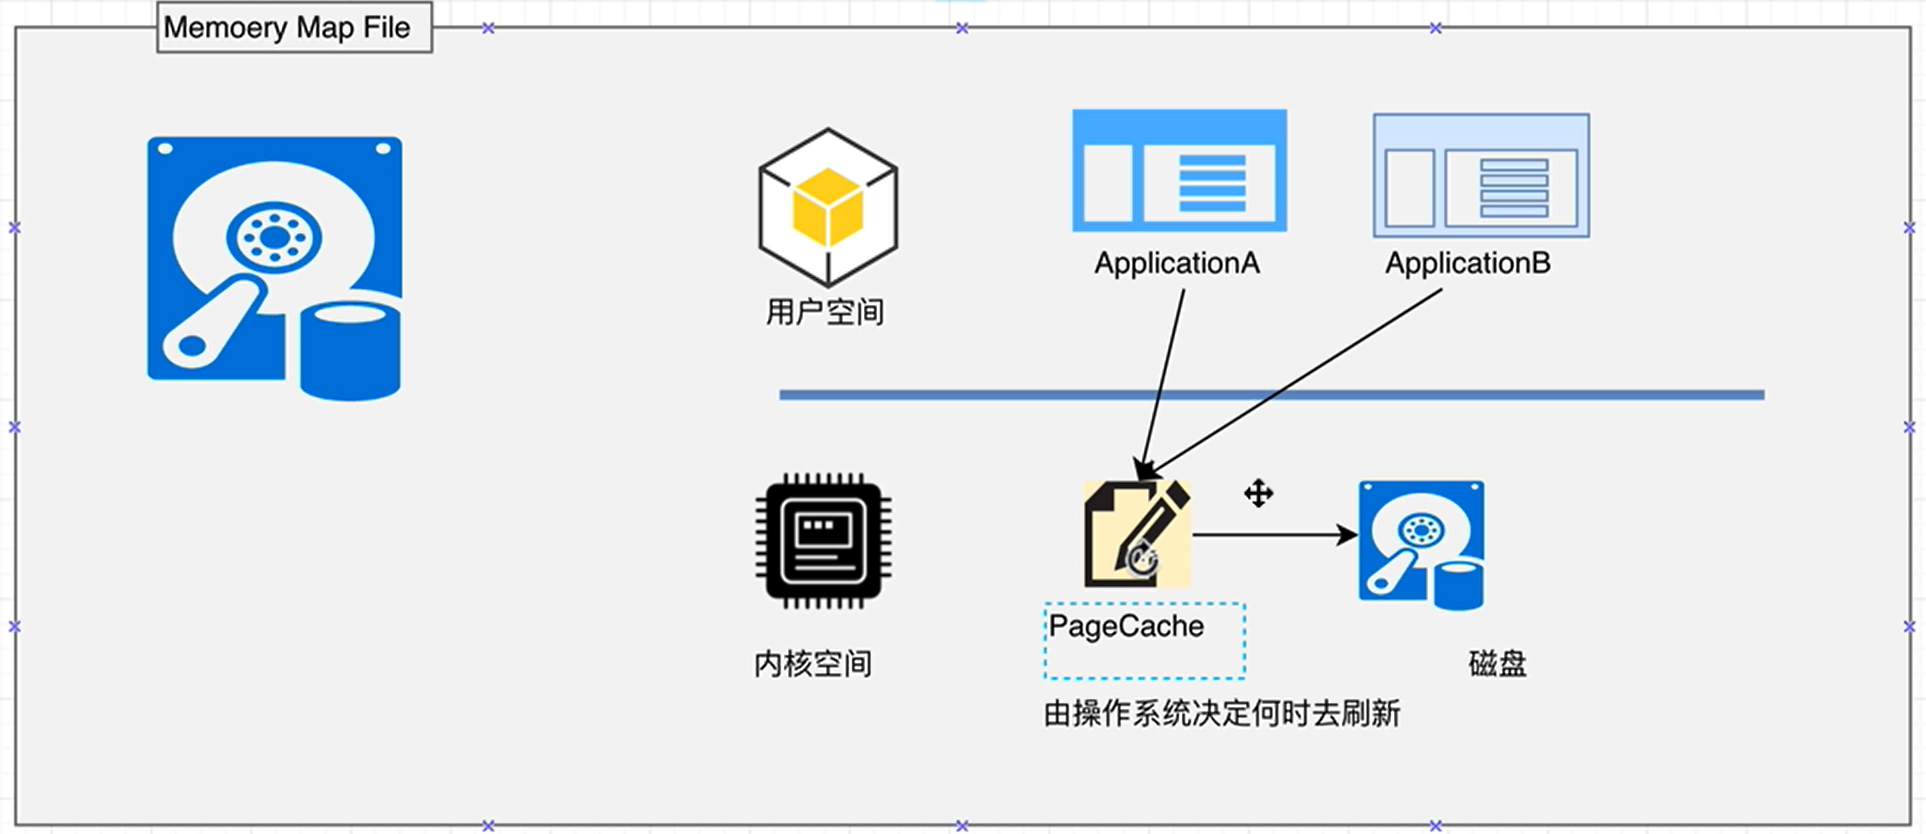 Memoery Map File
ApplicationA
ApplicationB
用户空间
PageCache
内核空间
磁盘
由操作系统决定何时去刷新